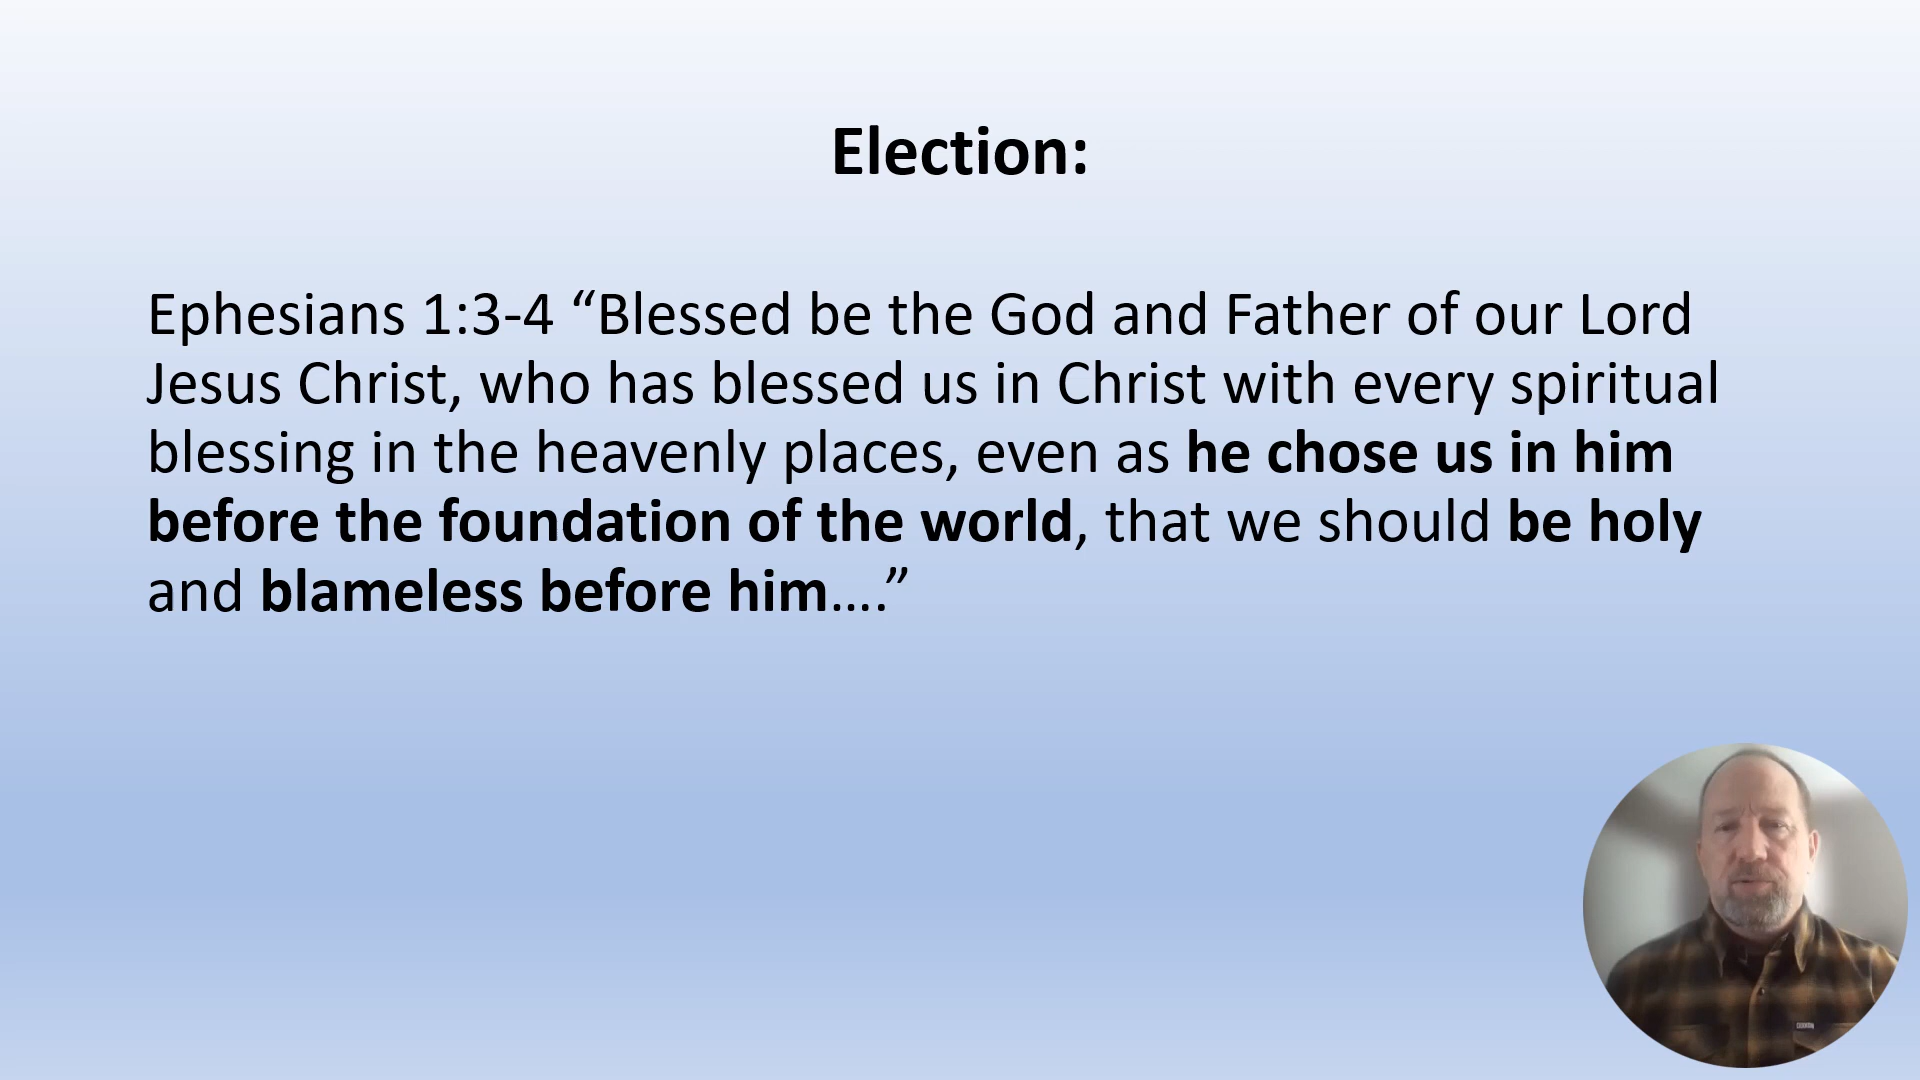 Election:
Ephesians 1:3-4 “Blessed be the God and Father of our Lord
Jesus Christ, who has blessed us in Christ with every spiritual
blessing in the heavenly places, even as he chose us in him
before the foundation of the world, that we should be holy
and blameless before him….”